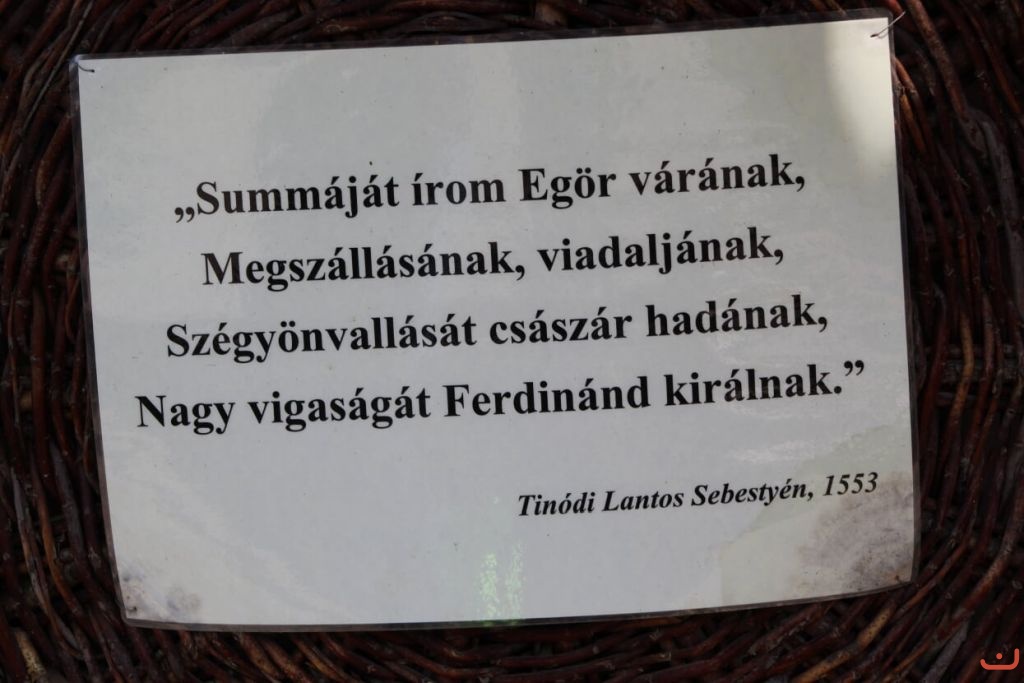 „Summáját írom Egör várának,
Megszállásának, viadaljának,
Szégyönvallását császár hadának,
Nagy vigaságát Ferdinánd királnak.”
Tinódi Lantos Sebestyén, 1553